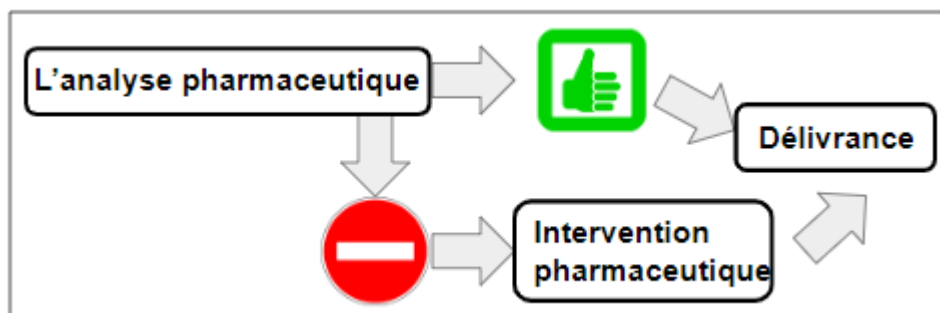 L'analyse pharmaceutique
Délivrance
Intervention
pharmaceutique